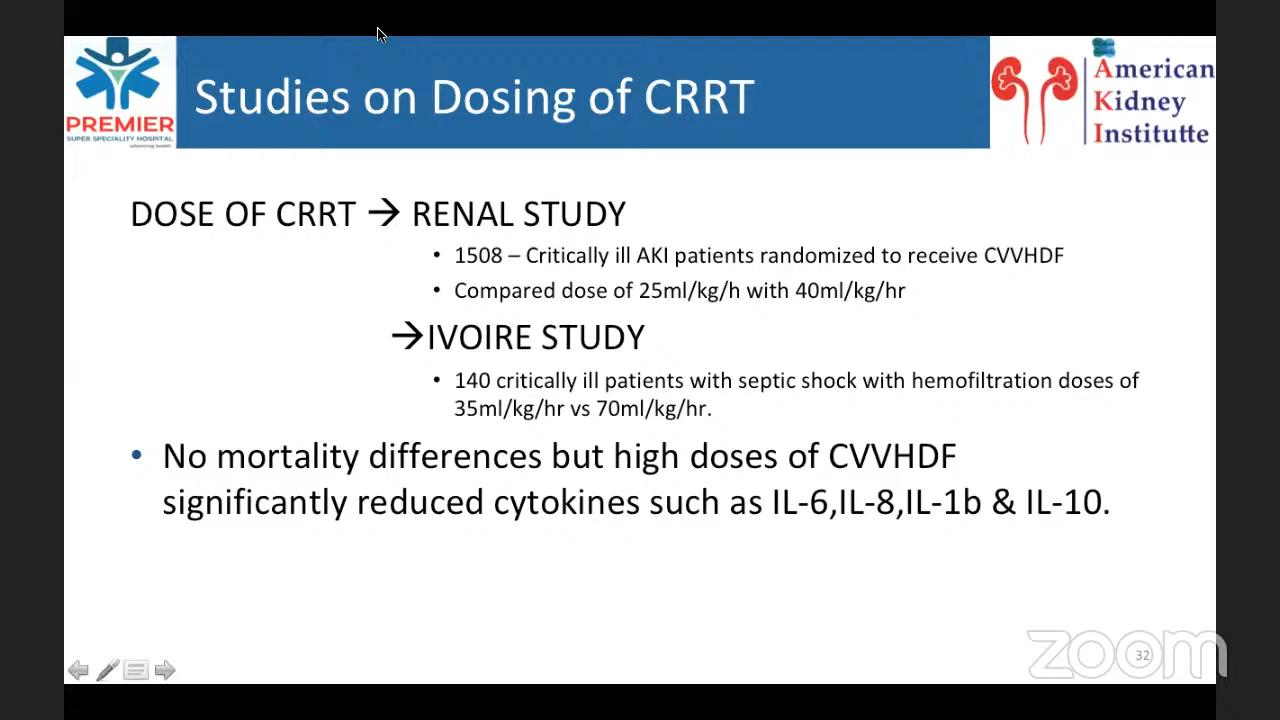 PREMIER
SUPER SPECIALITY HOSPITAL
advancing health
Studies on Dosing of CRRT
American
Kidney
Institutte
DOSE OF CRRT → RENAL STUDY
• 1508 – Critically ill AKI patients randomized to receive CVVHDF
• Compared dose of 25ml/kg/h with 40ml/kg/hr
→IVOIRE STUDY
• 140 critically ill patients with septic shock with hemofiltration doses of
35ml/kg/hr vs 70ml/kg/hr.
• No mortality differences but high doses of CVVHDF
significantly reduced cytokines such as IL-6,IL-8,IL-1b & IL-10.
zoom
32